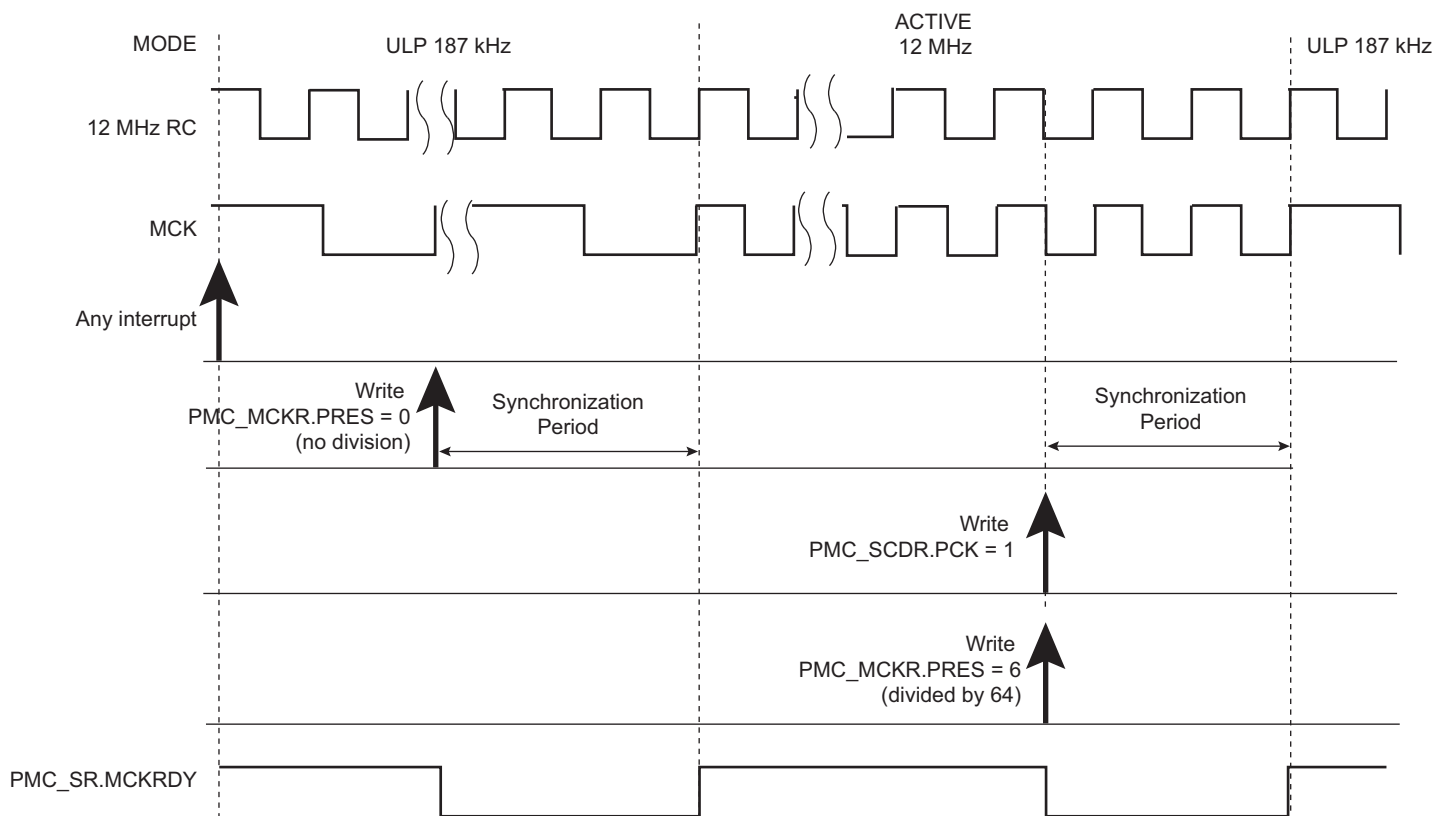 MODE
ULP 187 kHz
ACTIVE
12 MHz
ULP 187 kHz
12 MHz RC
MCK
Any interrupt
Write
PMC_MCKR.PRES = 0
(no division)
Synchronization
Period
Synchronization
Period
Write
PMC_SCDR.PCK = 1
Write
PMC_MCKR.PRES = 6
(divided by 64)
PMC_SR.MCKRDY